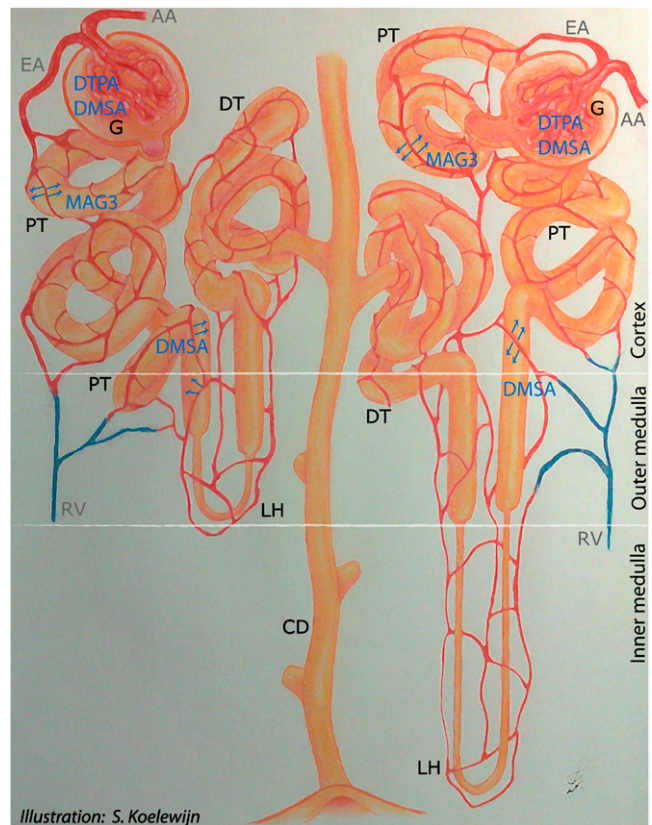 AA
EA
DTPA
DMSA
G
MAG3
PT
DT
PT
EA
G
AA
DTPA
DMSA
MAG3
PT
DMSA
PT
DMSA
DT
RV
LH
RV
CD
LH
Cortex
Outer medulla
Inner medulla
Illustration: S. Koelewijn